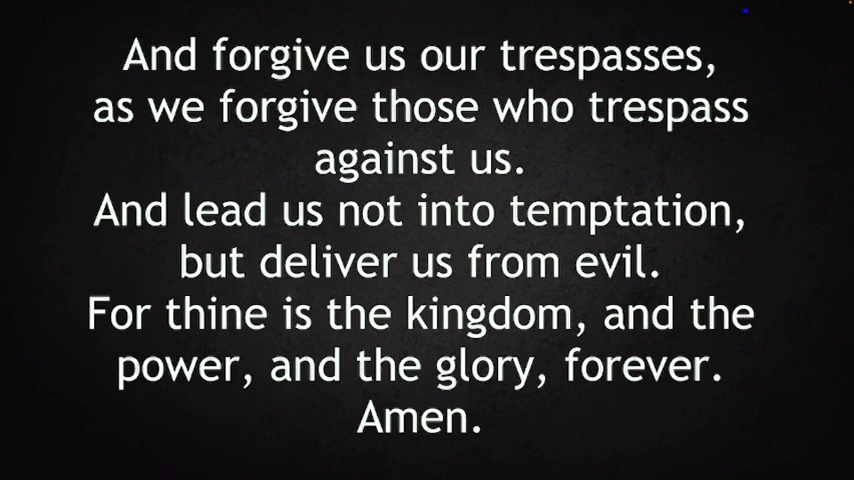 And forgive us our trespasses,
as we forgive those who trespass
against us.
And lead us not into temptation,
but deliver us from evil.
For thine is the kingdom, and the
power, and the glory, forever.
Amen.